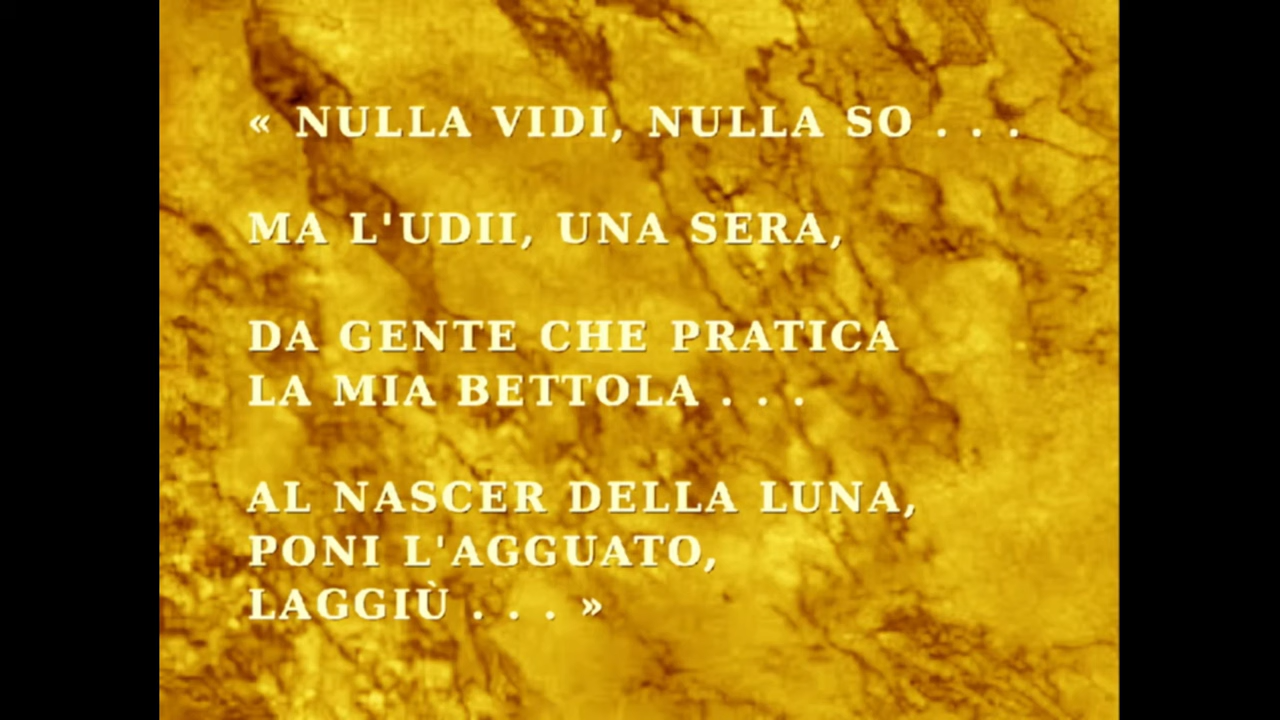 « NULLA VIDI, NULLA SO . . .
MA L'UDII, UNA SERA,
DA GENTE CHE PRATICA
LA MIA BETTOLA . . .
AL NASCER DELLA LUNA,
PONI L'AGGUATO,
LAGGIÙ . . . »